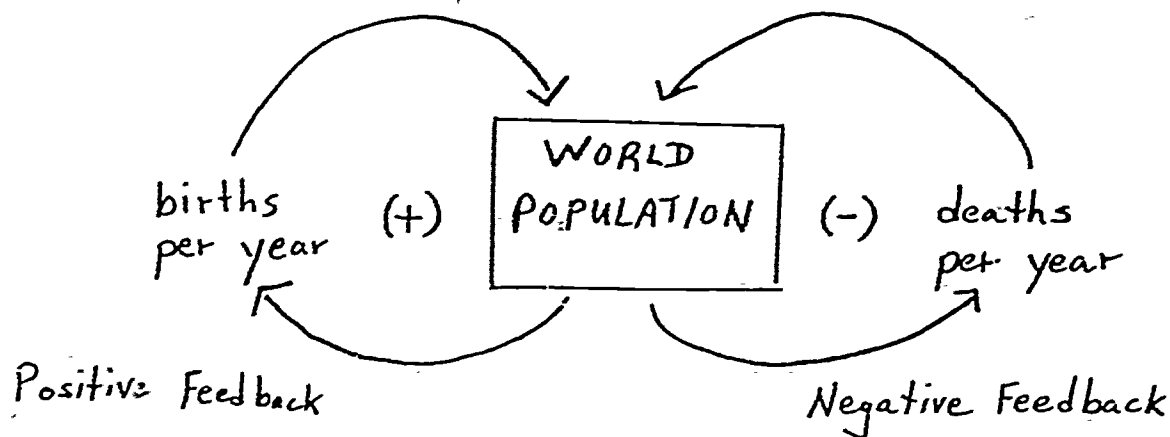 WORLD
POPULATION
births
per year
(+)
(-)
deaths
per year
Positive Feedback
Negative Feedback